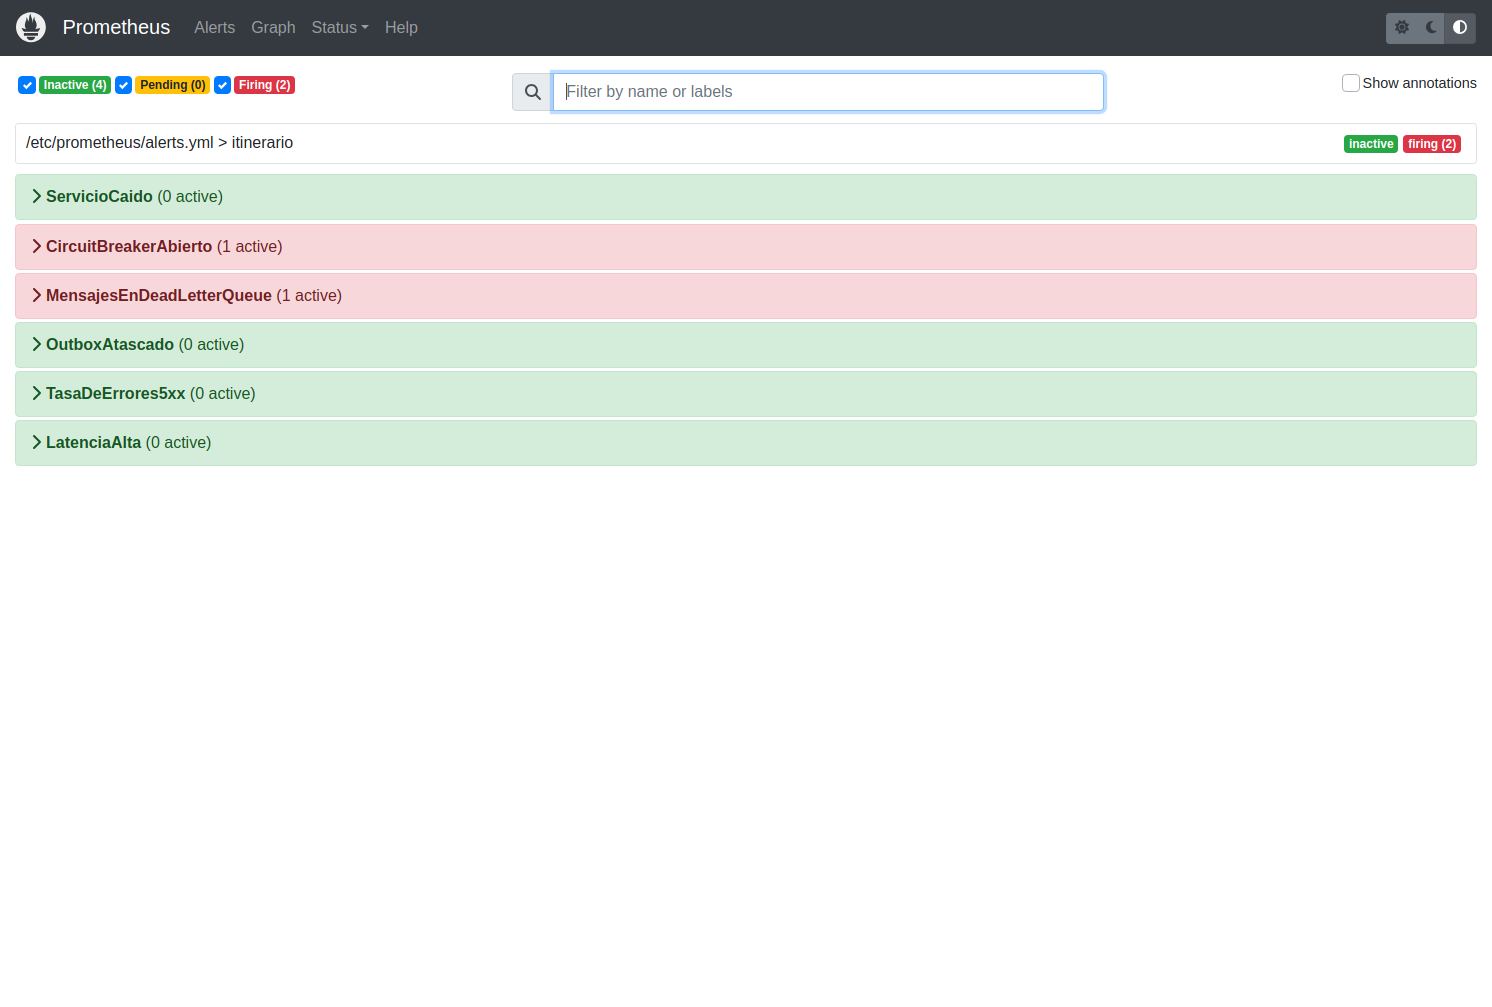 Prometheus Alerts Graph Status Help
Inactive (4) Pending (0) Firing (2) Filter by name or labels Show annotations
/etc/prometheus/alerts.yml > itinerario inactive firing (2)
ServicioCaido (0 active)
CircuitBreakerAbierto (1 active)
MensajesEnDeadLetterQueue (1 active)
OutboxAtascado (0 active)
TasaDeErrores5xx (0 active)
LatenciaAlta (0 active)